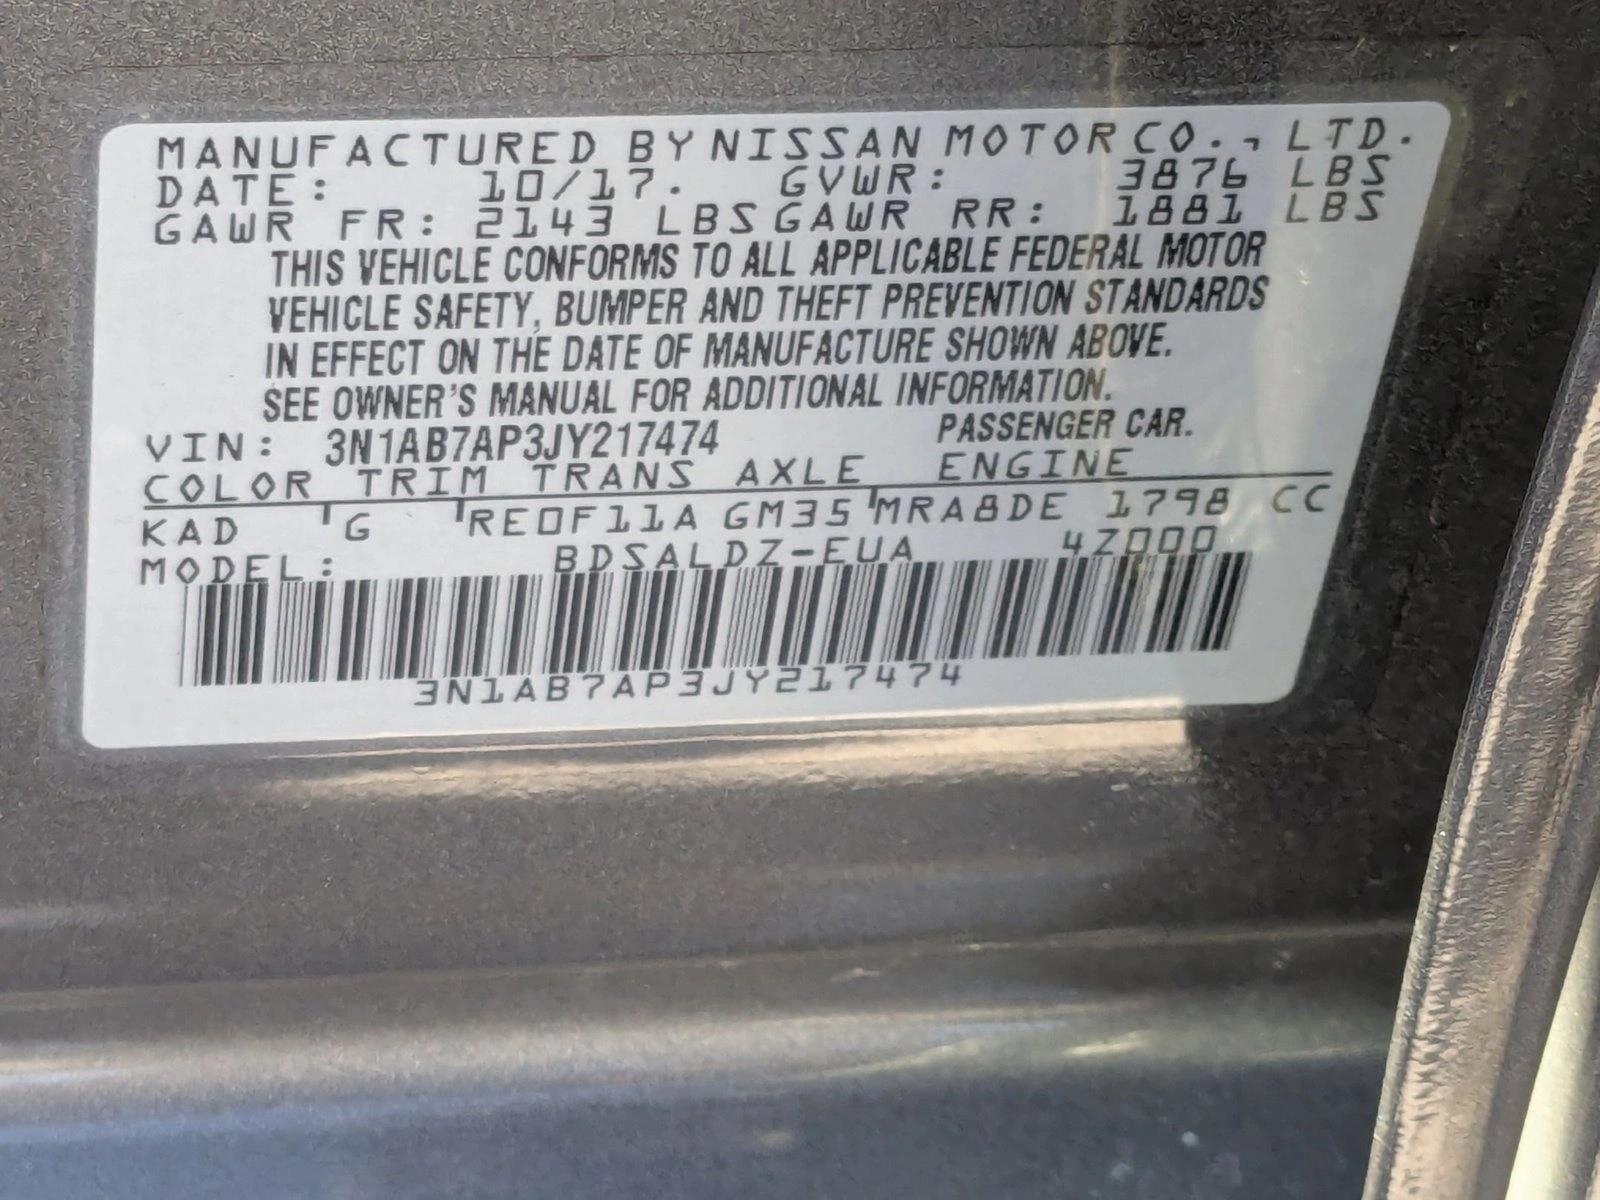 MANUFACTURED BY NISSAN MOTOR CO., LTD.
DATE: 10/17. GVWR: 3876 LBS
GAWR FR: 2143 LBS GAWR RR: 1881 LBS
THIS VEHICLE CONFORMS TO ALL APPLICABLE FEDERAL MOTOR
VEHICLE SAFETY, BUMPER AND THEFT PREVENTION STANDARDS
IN EFFECT ON THE DATE OF MANUFACTURE SHOWN ABOVE.
SEE OWNER'S MANUAL FOR ADDITIONAL INFORMATION.
VIN: 3N1AB7AP3JY217474 PASSENGER CAR.
COLOR TRIM TRANS AXLE ENGINE
KAD G RE0F11A GM35 MRA8DE 1798 CC
MODEL: BDSALDZ-EUA 4Z000
3N1AB7AP3JY217474